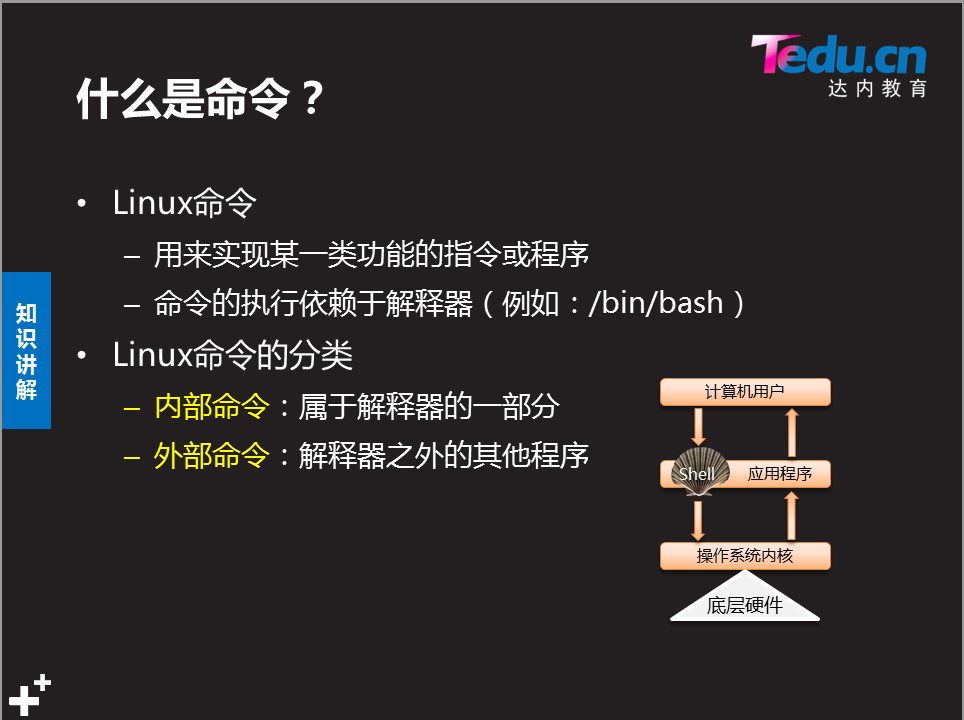 Tedu.cn
达内教育
什么是命令？
• Linux命令
– 用来实现某一类功能的指令或程序
– 命令的执行依赖于解释器（例如：/bin/bash）
• Linux命令的分类
– 内部命令：属于解释器的一部分
– 外部命令：解释器之外的其他程序
知识讲解
计算机用户
Shell 应用程序
操作系统内核
底层硬件